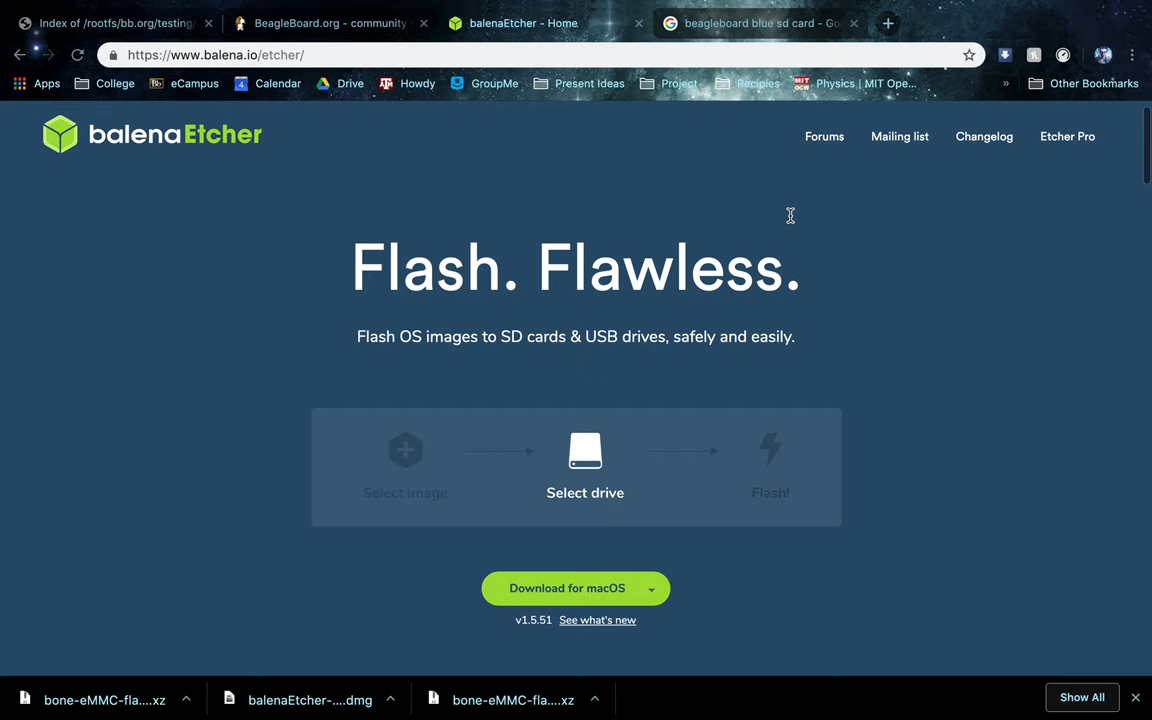 Index of /rootfs/bb.org/testing/
BeagleBoard.org - community
balenaEtcher - Home
beagleboard blue sd card - Go
https://www.balena.io/etcher/
Apps
College
eCampus
4
Calendar
Drive
Howdy
GroupMe
Present Ideas
Project
Recipies
Physics | MIT Ope...
»
Other Bookmarks
balenaEtcher
Forums
Mailing list
Changelog
Etcher Pro
Flash. Flawless.
Flash OS images to SD cards & USB drives, safely and easily.
Select image
Select drive
Flash!
Download for macOS
v1.5.51 See what's new
bone-eMMC-fla....xz
balenaEtcher-....dmg
bone-eMMC-fla....xz
Show All